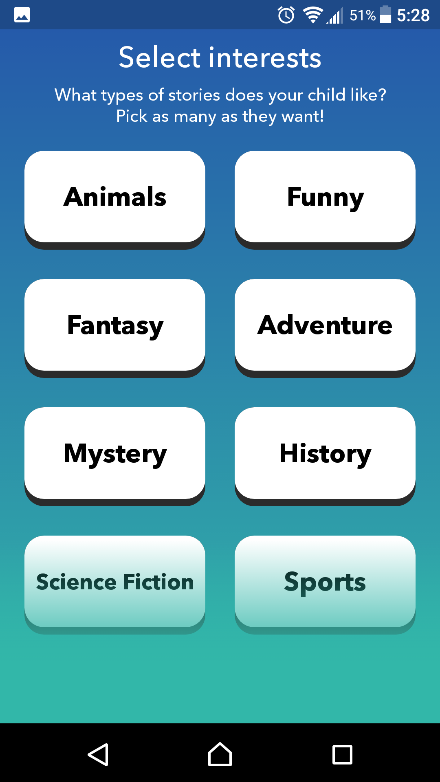 51% 5:28
Select interests
What types of stories does your child like?
Pick as many as they want!
Animals
Funny
Fantasy
Adventure
Mystery
History
Science Fiction
Sports